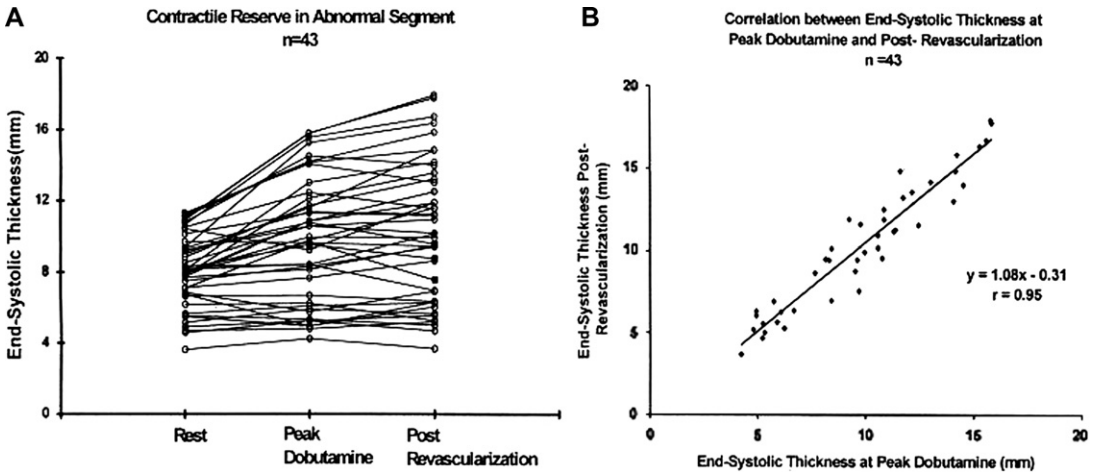 A
Contractile Reserve in Abnormal Segment
n=43
20
16
12
8
4
0
End-Systolic Thickness(mm)
Rest
Peak
Dobutamine
Post
Revascularization
B
Correlation between End-Systolic Thickness at
Peak Dobutamine and Post- Revascularization
n =43
20
15
10
5
0
End-Systolic Thickness Post-
Revascularization (mm)
y = 1.08x - 0.31
r = 0.95
0
5
10
15
20
End-Systolic Thickness at Peak Dobutamine (mm)